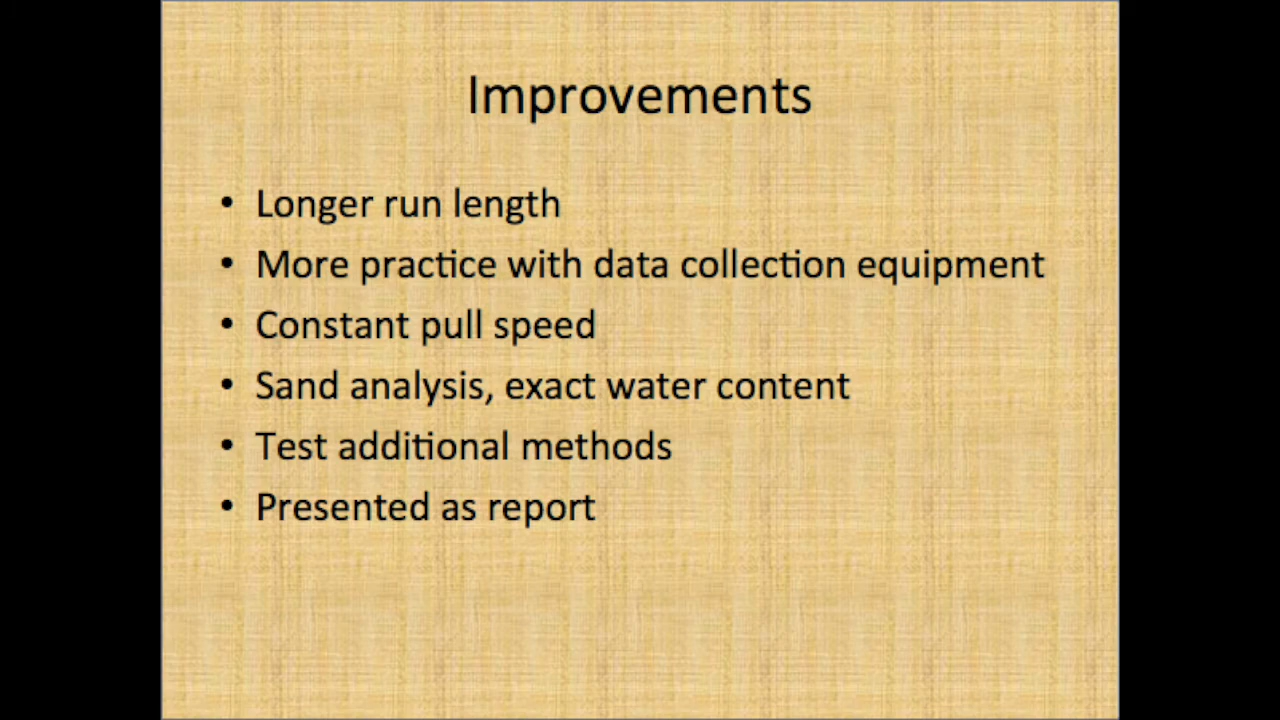 Improvements
• Longer run length
• More practice with data collection equipment
• Constant pull speed
• Sand analysis, exact water content
• Test additional methods
• Presented as report